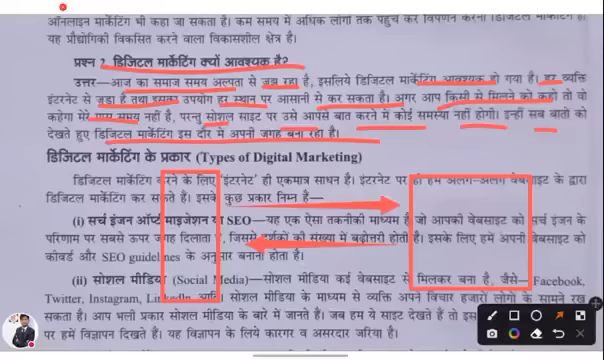 ऑनलाइन मार्केटिंग भी कहा जा सकता है। कम समय में अधिक लोगों तक पहुंच कर विपणन करना डिजिटल मार्केटिंग है।
यह प्रौद्योगिकी विकसित करने वाला विकासशील क्षेत्र है।
प्रश्न 2. डिजिटल मार्केटिंग क्यों आवश्यक है?
उत्तर—आज का समाज समय अल्पता से जूझ रहा है, इसलिये डिजिटल मार्केटिंग आवश्यक हो गया है। हर व्यक्ति
इंटरनेट से जुड़ा है तथा इसका उपयोग हर स्थान पर आसानी से कर सकता है। अगर आप किसी से मिलने को कहो तो वो
कहेगा मेरे पास समय नहीं है, परन्तु सोशल साइट पर उसे आपसे बात करने में कोई समस्या नहीं होगी। इन्हीं सब बातों को
देखते हुए डिजिटल मार्केटिंग इस दौर में अपनी जगह बना रहा है।
डिजिटल मार्केटिंग के प्रकार (Types of Digital Marketing)
डिजिटल मार्केटिंग करने के लिए 'इंटरनेट' ही एकमात्र साधन है। इंटरनेट पर ही हम अलग-अलग वेबसाइट के द्वारा
डिजिटल मार्केटिंग कर सकते हैं। इसके कुछ प्रकार निम्न हैं—
(i) सर्च इंजन ऑप्टीमाइजेशन या SEO—यह एक ऐसा तकनीकी माध्यम है जो आपकी वेबसाइट को सर्च इंजन के
परिणाम पर सबसे ऊपर जगह दिलाता है, जिससे दर्शकों की संख्या में बढ़ोत्तरी होती है। इसके लिए हमें अपनी वेबसाइट को
कीवर्ड और SEO guidelines के अनुसार बनाना होता है।
(ii) सोशल मीडिया (Social Media)—सोशल मीडिया कई वेबसाइट से मिलकर बना है, जैसे—Facebook,
Twitter, Instagram, LinkedIn आदि। सोशल मीडिया के माध्यम से व्यक्ति अपने विचार हजारों लोगों के सामने रख
सकता है। आप भली प्रकार सोशल मीडिया के बारे में जानते हैं। जब हम ये साइट देखते हैं तो इस
पर हमें विज्ञापन दिखते हैं। यह विज्ञापन के लिये कारगर व असरदार जरिया है।